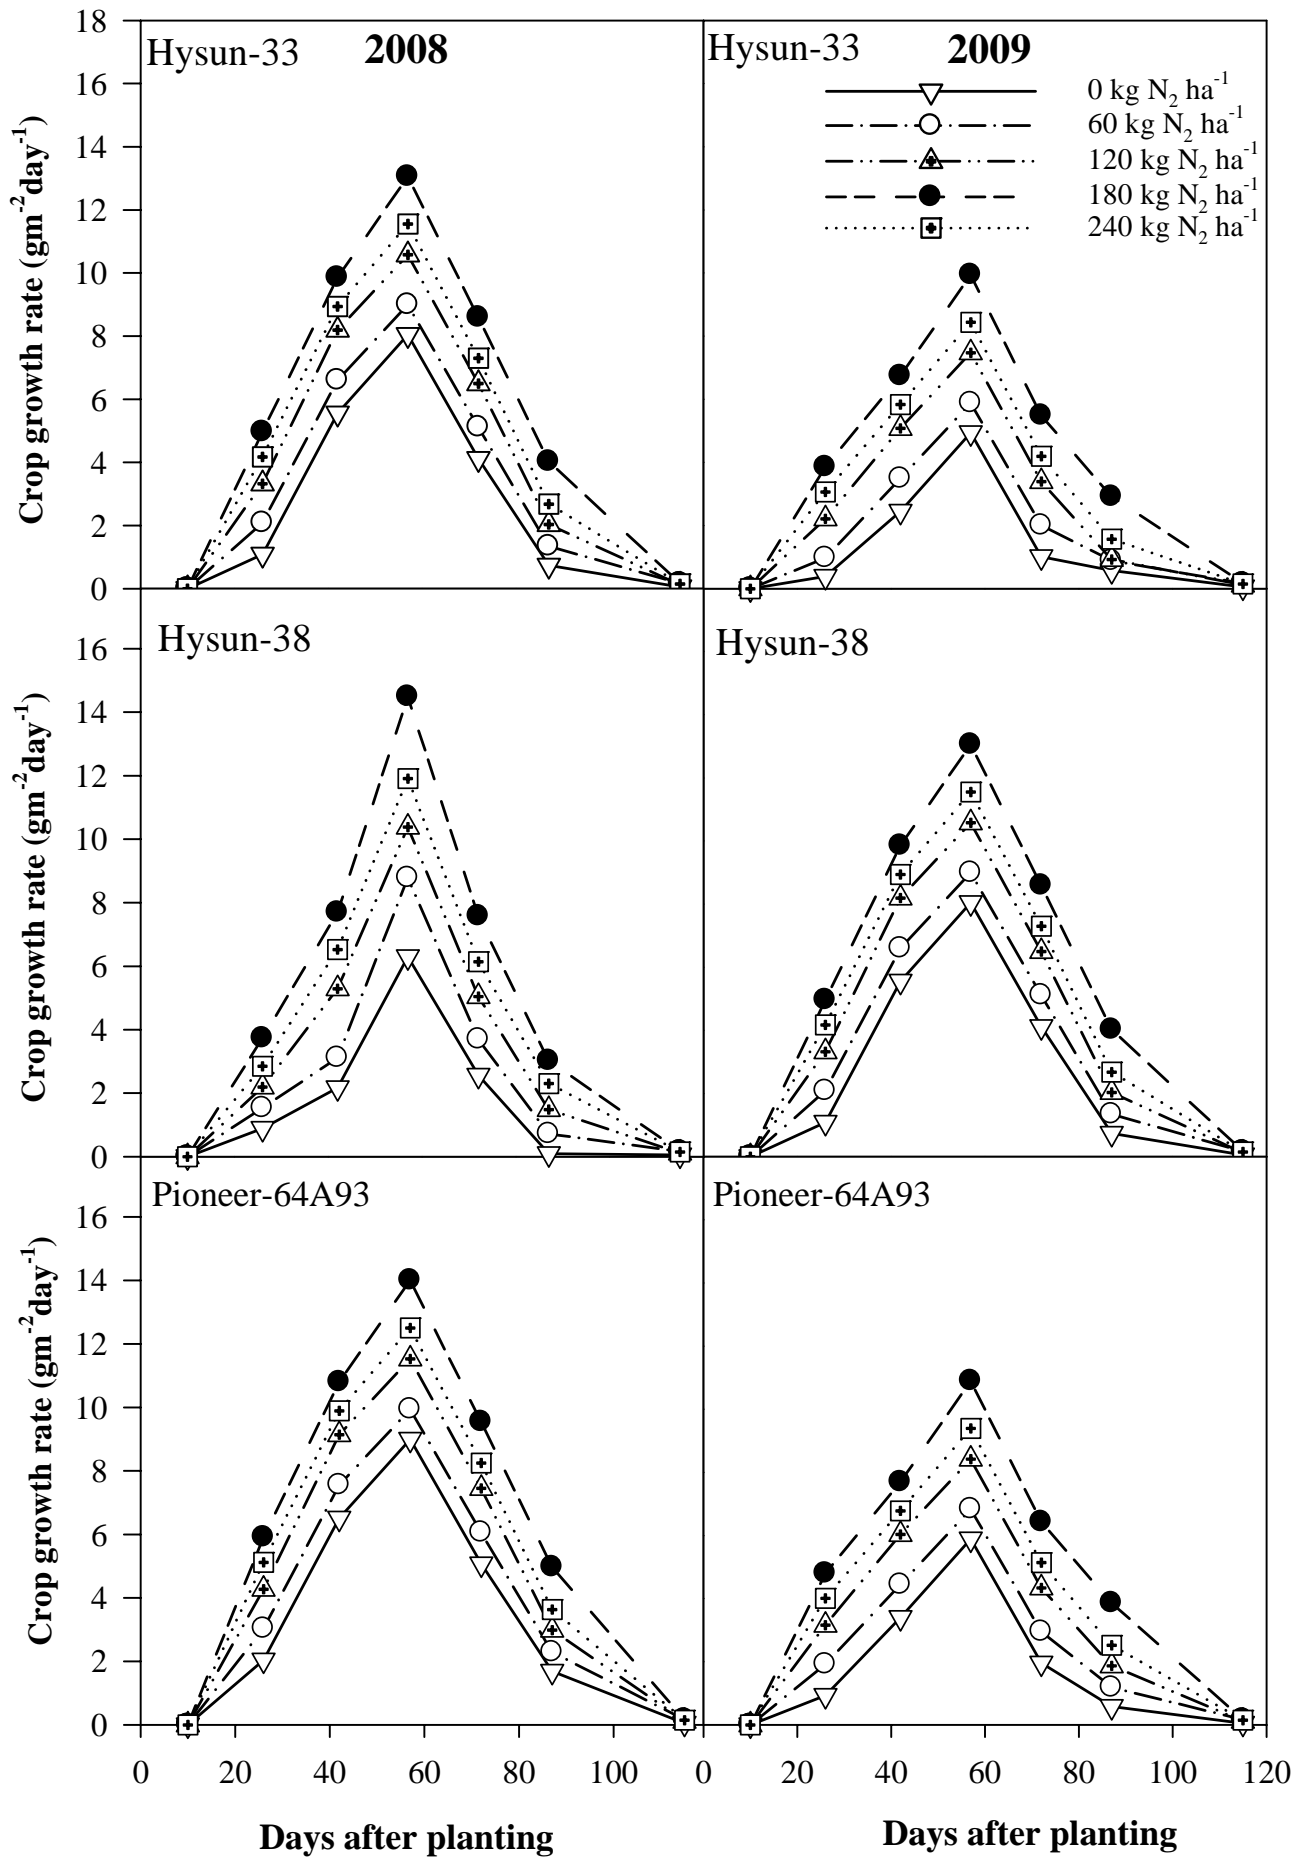 Hysun-33 2008
Hysun-33 2009
0 kg N2 ha-1
60 kg N2 ha-1
120 kg N2 ha-1
180 kg N2 ha-1
240 kg N2 ha-1
Crop growth rate (gm-2day-1)
18
16
14
12
10
8
6
4
2
0
Hysun-38
Hysun-38
Crop growth rate (gm-2day-1)
16
14
12
10
8
6
4
2
0
Pioneer-64A93
Pioneer-64A93
Crop growth rate (gm-2day-1)
16
14
12
10
8
6
4
2
0
0 20 40 60 80 100 0 20 40 60 80 100 120
Days after planting
Days after planting